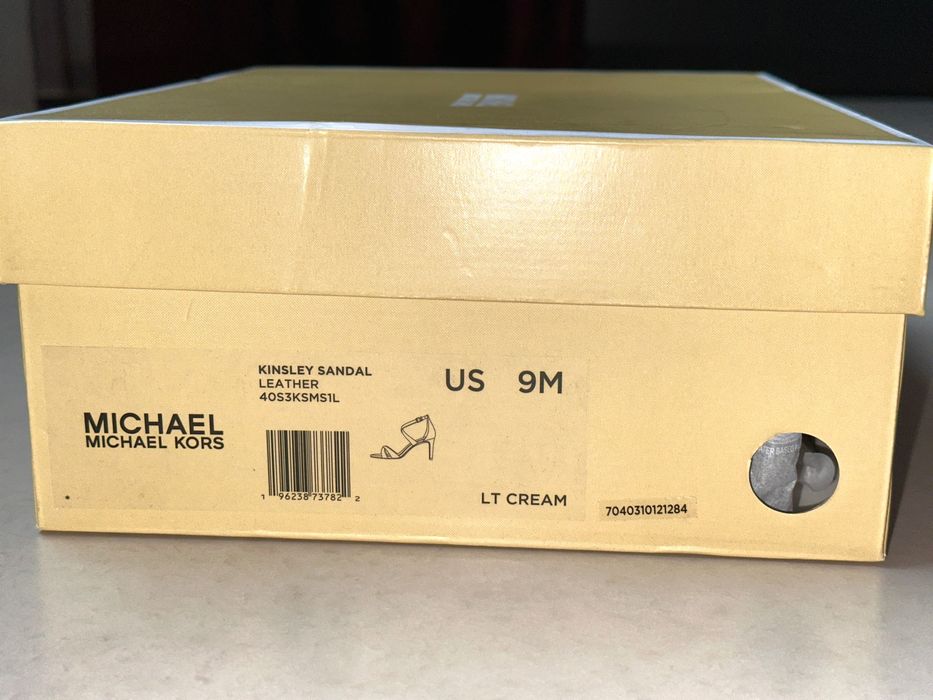 KINSLEY SANDAL
LEATHER
40S3KSMS1L
US 9M
MICHAEL
MICHAEL KORS
1 96238 73782 2
LT CREAM
7040310121284